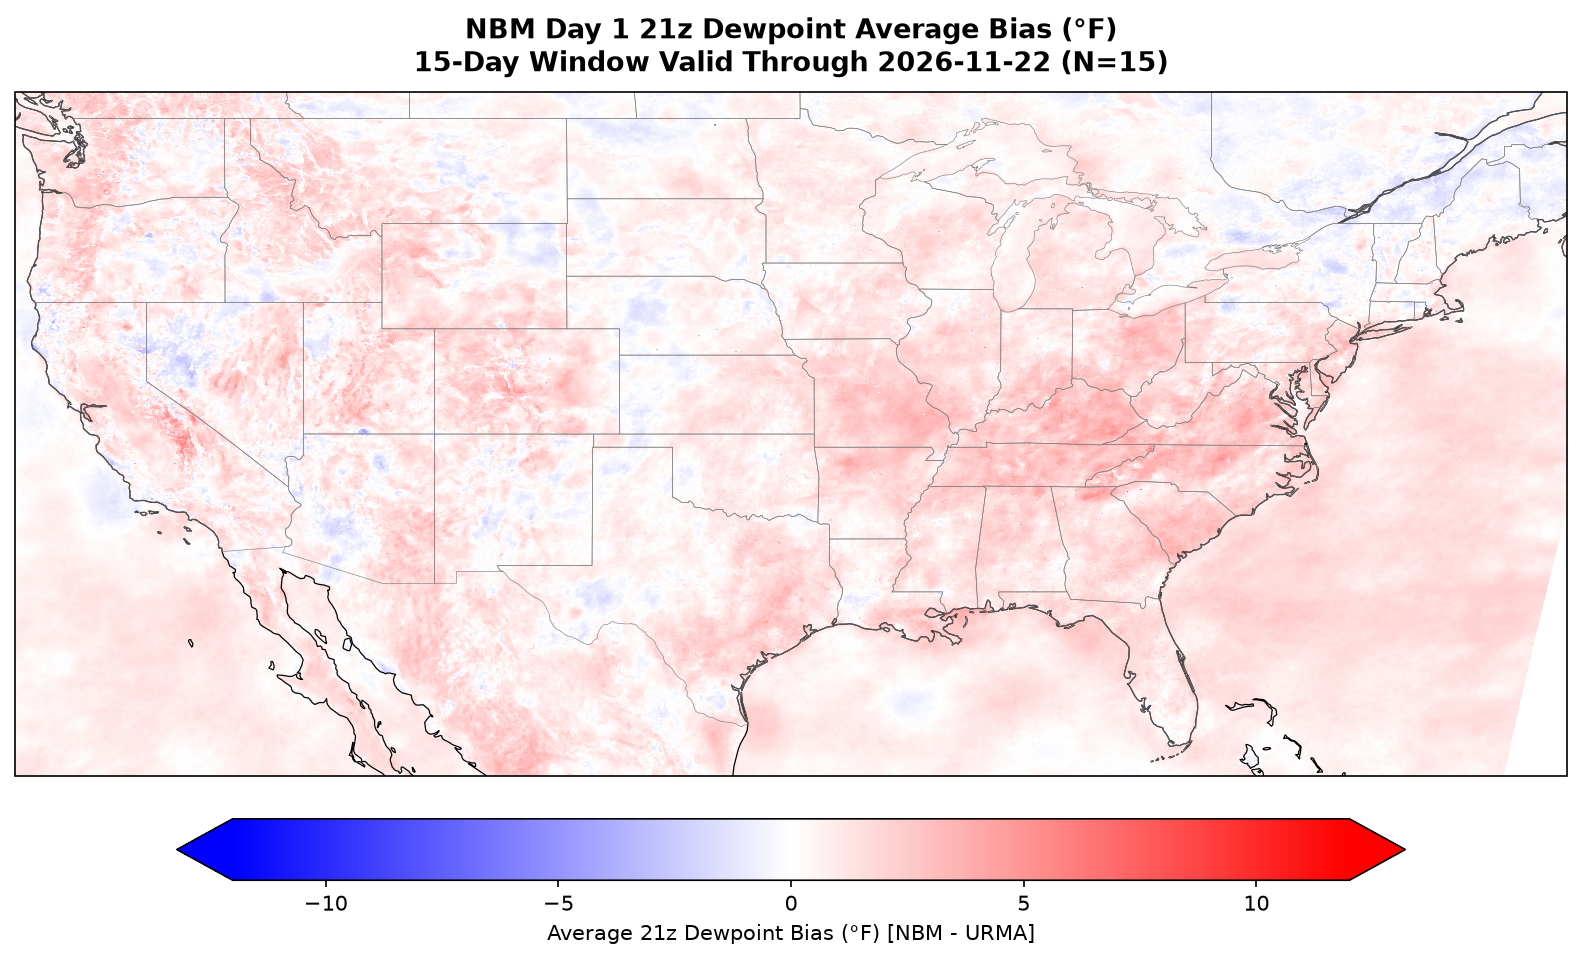 NBM Day 1 21z Dewpoint Average Bias (°F)
15-Day Window Valid Through 2026-11-22 (N=15)
−10 −5 0 5 10
Average 21z Dewpoint Bias (°F) [NBM - URMA]